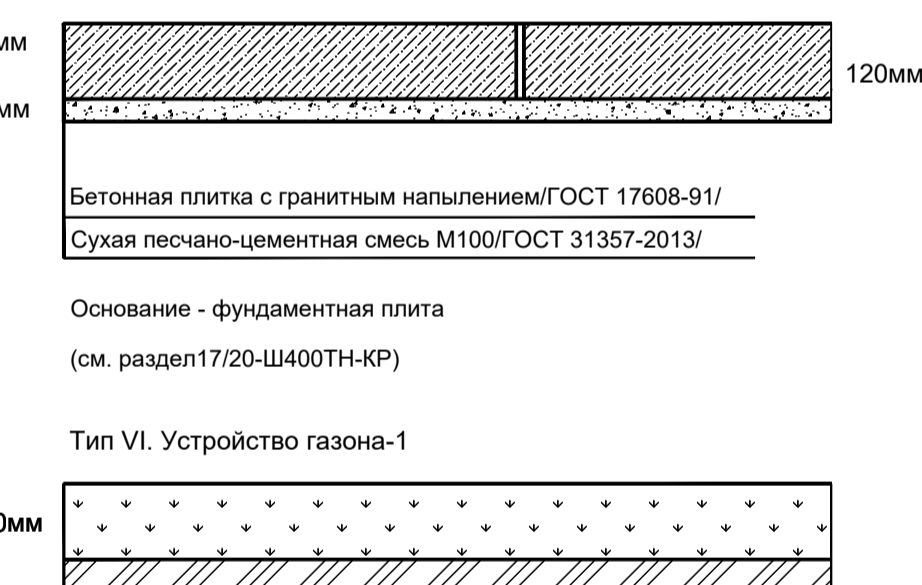 мм
120мм
мм
Бетонная плитка с гранитным напылением/ГОСТ 17608-91/
Сухая песчано-цементная смесь М100/ГОСТ 31357-2013/
Основание - фундаментная плита
(см. раздел17/20-Ш400ТН-КР)
Тип VI. Устройство газона-1
0мм